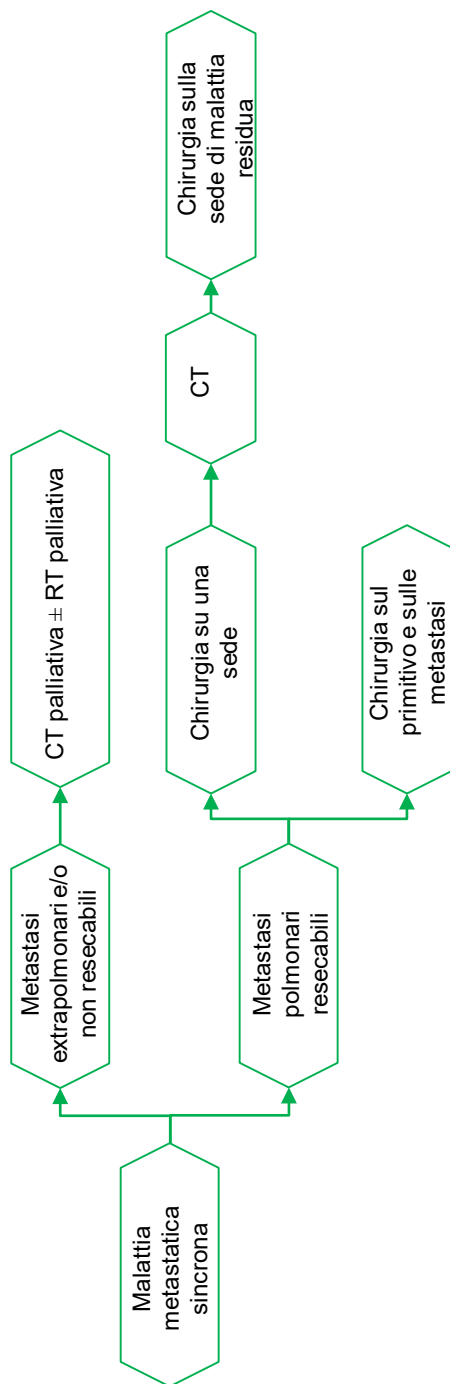 Malattia
metastatica
sincrona
Metastasi
extrapolmonari e/o
non resecabili
CT palliativa ± RT palliativa
Metastasi
polmonari
resecabili
Chirurgia su una
sede
CT
Chirurgia sulla
sede di malattia
residua
Chirurgia sul
primitivo e sulle
metastasi